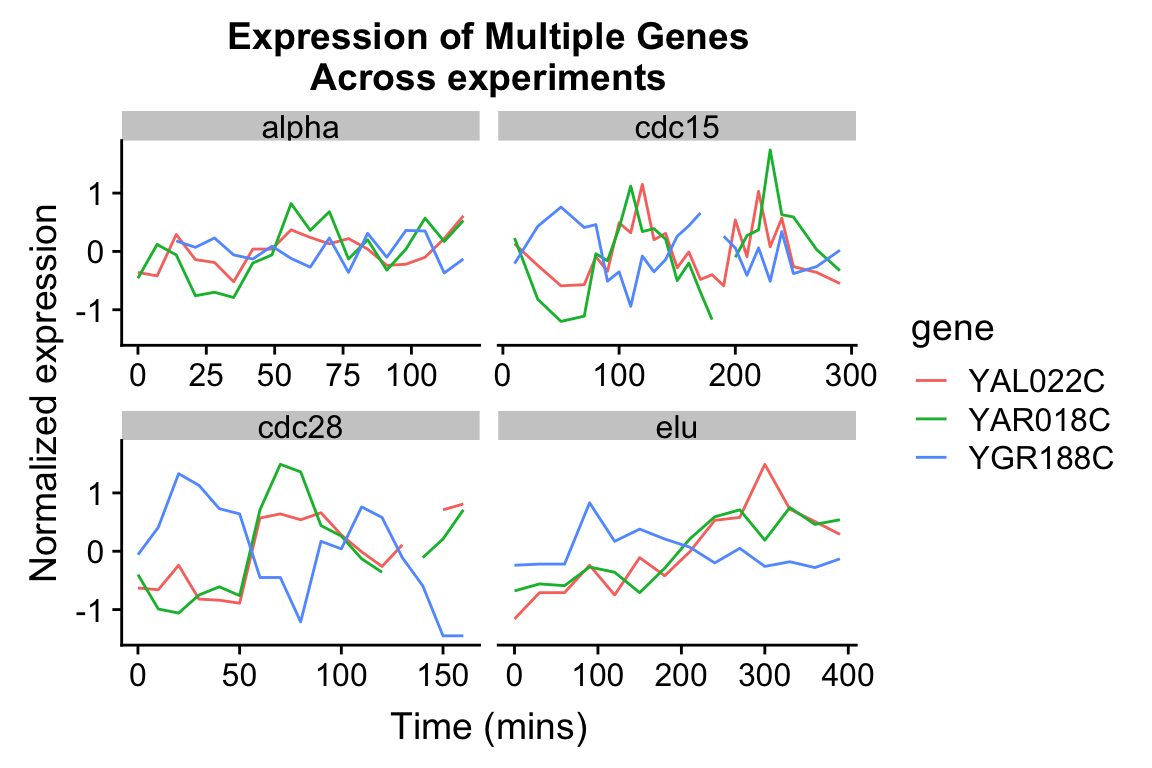 Expression of Multiple Genes
Across experiments
alpha
cdc15
1
0
-1
0 25 50 75 100
0 100 200 300
cdc28
elu
1
0
-1
0 50 100 150
0 100 200 300 400
Normalized expression
Time (mins)
gene
YAL022C
YAR018C
YGR188C